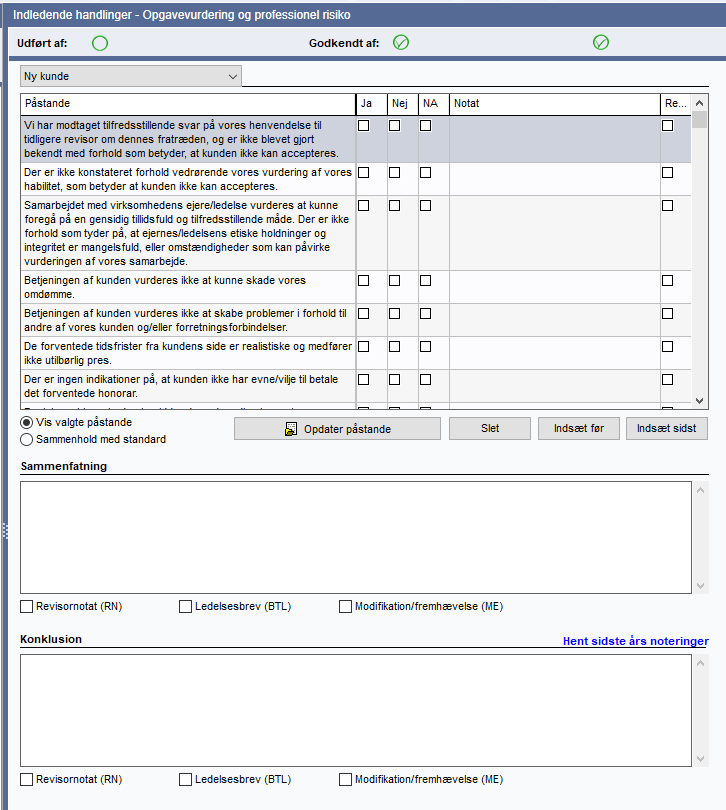 Indledende handlinger - Opgavevurdering og professionel risiko
Udført af:
Godkendt af:
Ny kunde
Påstande Ja Nej NA Notat Re...
Vi har modtaget tilfredsstillende svar på vores henvendelse til
tidligere revisor om dennes fratræden, og er ikke blevet gjort
bekendt med forhold som betyder, at kunden ikke kan accepteres.
Der er ikke konstateret forhold vedrørende vores vurdering af vores
habilitet, som betyder at kunden ikke kan accepteres.
Samarbejdet med virksomhedens ejere/ledelse vurderes at kunne
foregå på en gensidig tillidsfuld og tilfredsstillende måde. Der er ikke
forhold som tyder på, at ejernes/ledelsens etiske holdninger og
integritet er mangelsfuld, eller omstændigheder som kan påvirke
vurderingen af vores samarbejde.
Betjeningen af kunden vurderes ikke at kunne skade vores
omdømme.
Betjeningen af kunden vurderes ikke at skabe problemer i forhold til
andre af vores kunden og/eller forretningsforbindelser.
De forventede tidsfrister fra kundens side er realistiske og medfører
ikke utilbørlig pres.
Der er ingen indikationer på, at kunden ikke har evne/vilje til at betale
det forventede honorar.
Vis valgte påstande
Sammenhold med standard
Opdater påstande
Slet
Indsæt før
Indsæt sidst
Sammenfatning
Revisornotat (RN)
Ledelsesbrev (BTL)
Modifikation/fremhævelse (ME)
Konklusion
Hent sidste års noteringer
Revisornotat (RN)
Ledelsesbrev (BTL)
Modifikation/fremhævelse (ME)